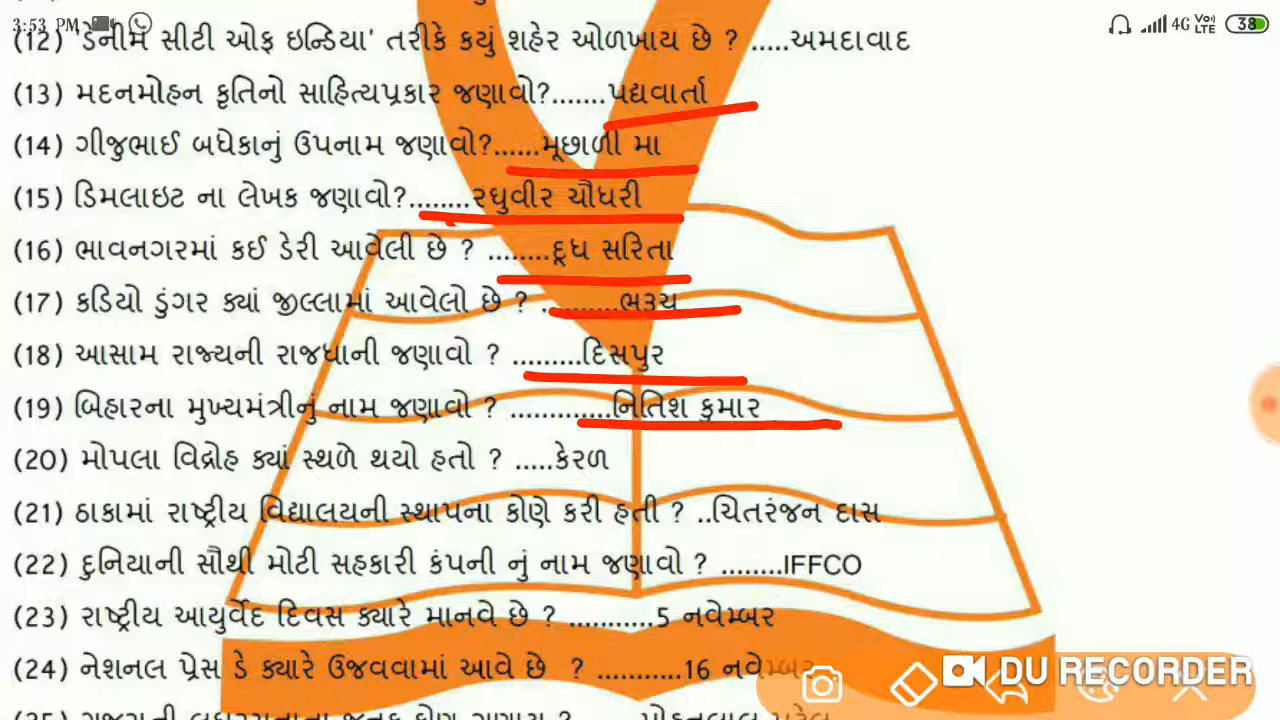 3:53 PM
4G Vo) LTE 38
(12) 'ડેનીમ સીટી ઓફ ઇન્ડિયા' તરીકે કયું શહેર ઓળખાય છે ? .....અમદાવાદ
(13) મદનમોહન કૃતિનો સાહિત્યપ્રકાર જણાવો?.......પદ્યવાર્તા
(14) ગીજુભાઈ બધેકાનું ઉપનામ જણાવો?......મૂછાળી મા
(15) ડિમલાઇટ ના લેખક જણાવો?........રઘુવીર ચૌધરી
(16) ભાવનગરમાં કઈ ડેરી આવેલી છે ? ........દૂધ સરિતા
(17) કડિયો ડુંગર ક્યાં જીલ્લામાં આવેલો છે ? ..........ભરૂચ
(18) આસામ રાજ્યની રાજધાની જણાવો ? .........દિસપુર
(19) બિહારના મુખ્યમંત્રીનું નામ જણાવો ? .............નિતિશ કુમાર
(20) મોપલા વિદ્રોહ ક્યાં સ્થળે થયો હતો ? .....કેરળ
(21) ઠાકામાં રાષ્ટ્રીય વિદ્યાલયની સ્થાપના કોણે કરી હતી ? ..ચિતરંજન દાસ
(22) દુનિયાની સૌથી મોટી સહકારી કંપની નું નામ જણાવો ? ........IFFCO
(23) રાષ્ટ્રીય આયુર્વેદ દિવસ ક્યારે માનવે છે ? ...........5 નવેમ્બર
(24) નેશનલ પ્રેસ ડે ક્યારે ઉજવવામાં આવે છે ? ...........16 નવેમ્બર
DU RECORDER